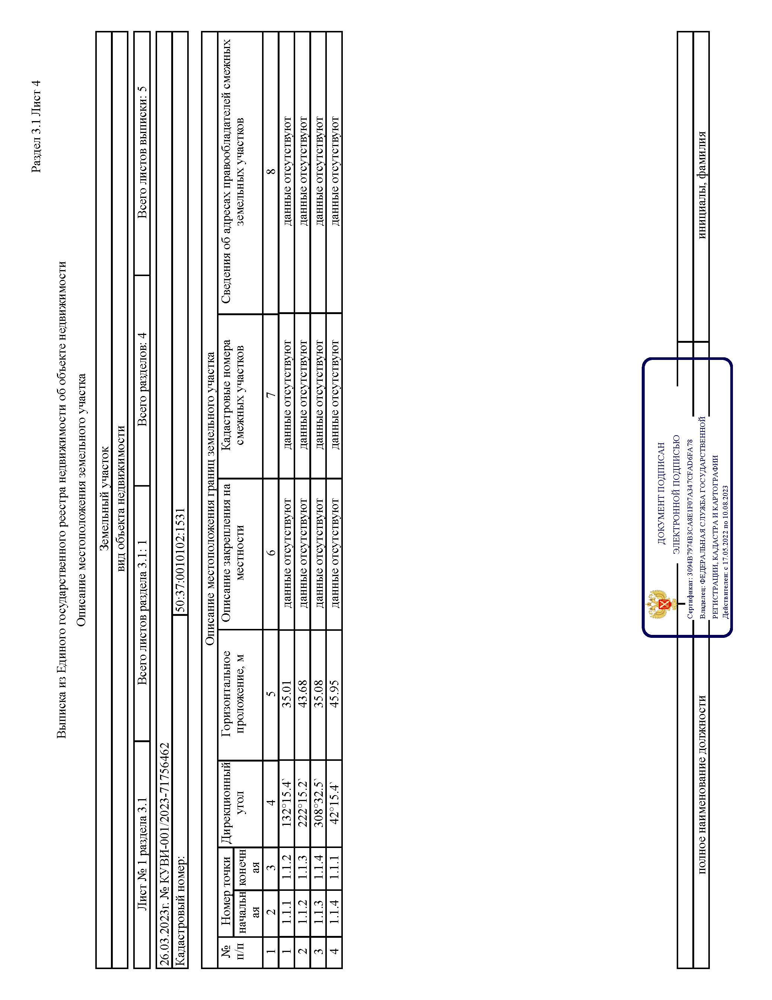 Раздел 3.1 Лист 4
Выписка из Единого государственного реестра недвижимости об объекте недвижимости
Описание местоположения земельного участка
Земельный участок
вид объекта недвижимости
Лист № 1 раздела 3.1 Всего листов раздела 3.1: 1 Всего разделов: 4 Всего листов выписки: 5
26.03.2023г. № КУВИ-001/2023-71756462
Кадастровый номер: 50:37:0010102:1531
Описание местоположения границ земельного участка
№ п/п Номер точки Дирекционный угол Горизонтальное проложение, м Описание закрепления на местности Кадастровые номера смежных участков Сведения об адресах правообладателей смежных земельных участков
начальная конечная
1 2 3 4 5 6 7 8
1 1.1.1 1.1.2 132°15.4` 35.01 данные отсутствуют данные отсутствуют данные отсутствуют
2 1.1.2 1.1.3 222°15.2` 43.68 данные отсутствуют данные отсутствуют данные отсутствуют
3 1.1.3 1.1.4 308°32.5` 35.08 данные отсутствуют данные отсутствуют данные отсутствуют
4 1.1.4 1.1.1 42°15.4` 45.95 данные отсутствуют данные отсутствуют данные отсутствуют
ДОКУМЕНТ ПОДПИСАН
ЭЛЕКТРОННОЙ ПОДПИСЬЮ
Сертификат: 3094B7974B3CA8E1F07A347CFAD6FA78
Владелец: ФЕДЕРАЛЬНАЯ СЛУЖБА ГОСУДАРСТВЕННОЙ
РЕГИСТРАЦИИ, КАДАСТРА И КАРТОГРАФИИ
Действителен: с 17.05.2022 по 10.08.2023
полное наименование должности инициалы, фамилия